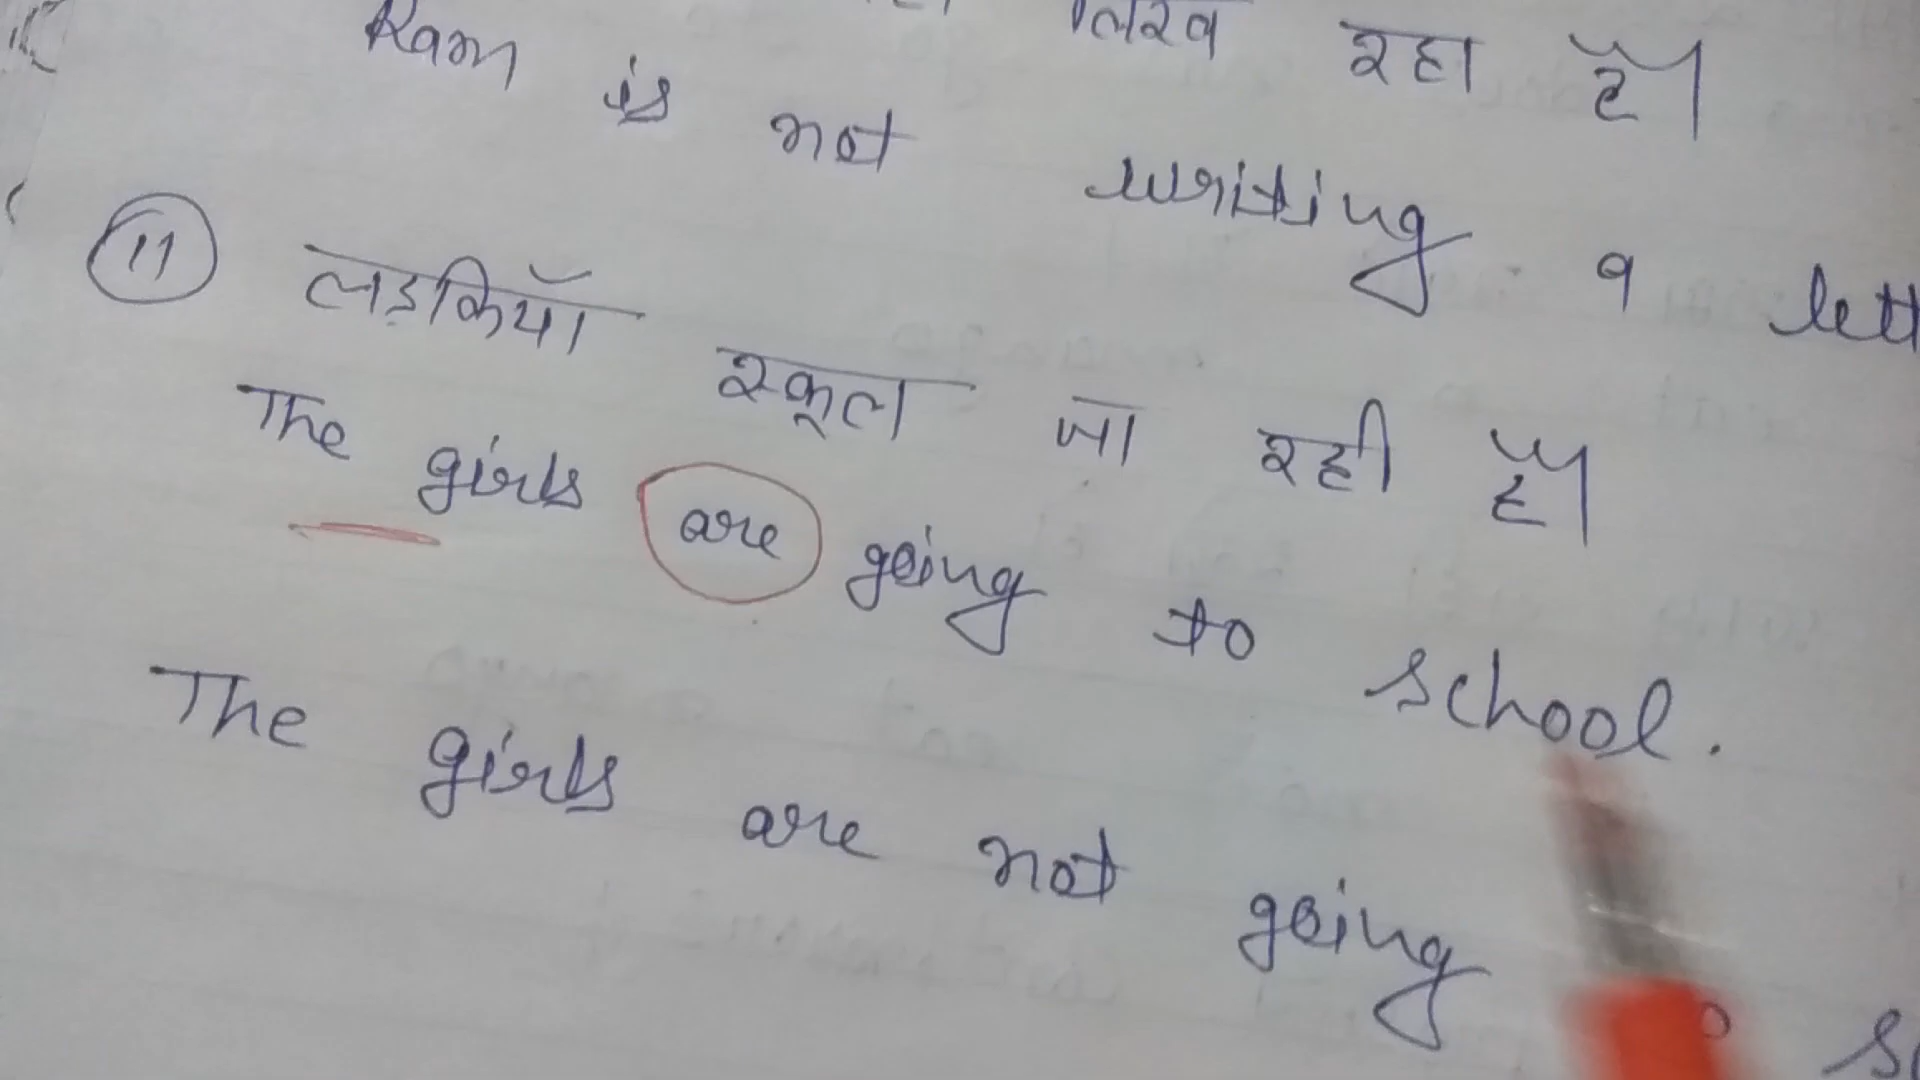 लिख रहा है।
Ram is not writing a
11 लड़कियाँ स्कूल जा रही हैं।
The girls are going to school.
The girls are not going